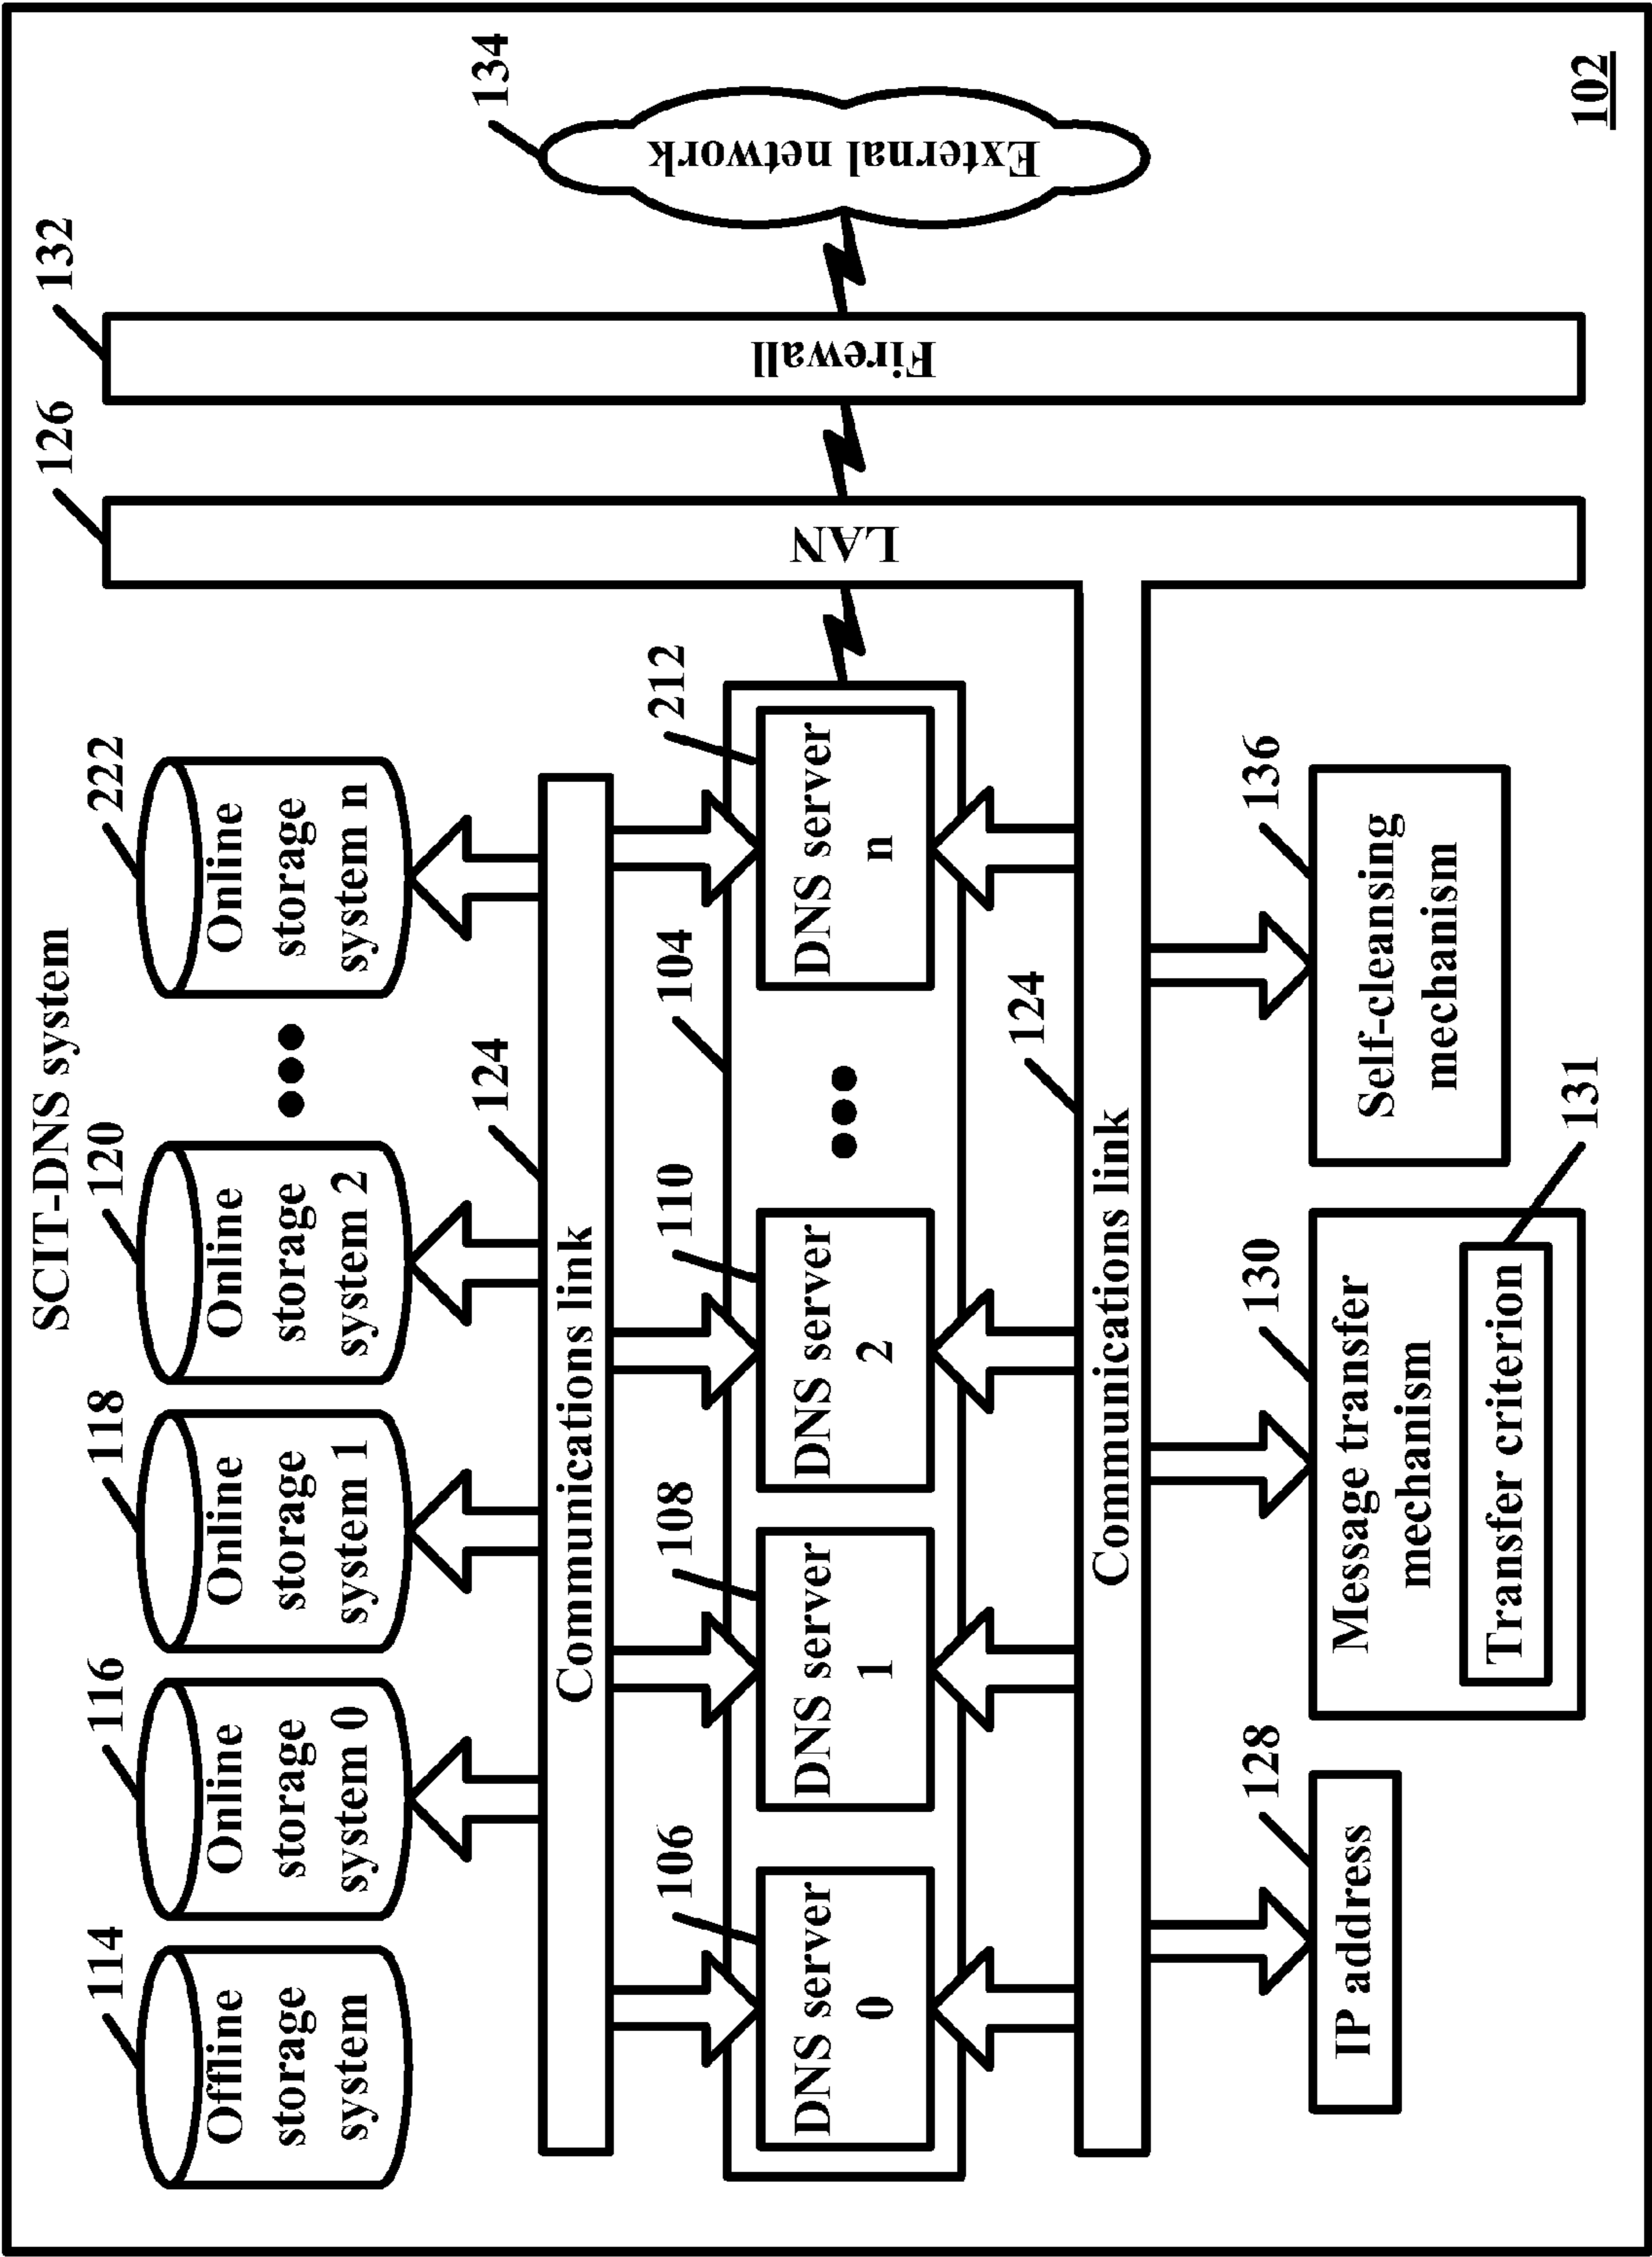 SCIT-DNS system
114
116
118
120
222
Offline
storage
system
Online
storage
system 0
Online
storage
system 1
Online
storage
system 2
Online
storage
system n
124
Communications link
106
108
110
104
212
DNS server
0
DNS server
1
DNS server
2
DNS server
n
124
Communications link
128
IP address
130
Message transfer
mechanism
Transfer criterion
131
136
Self-cleansing
mechanism
126
LAN
132
Firewall
134
External network
102